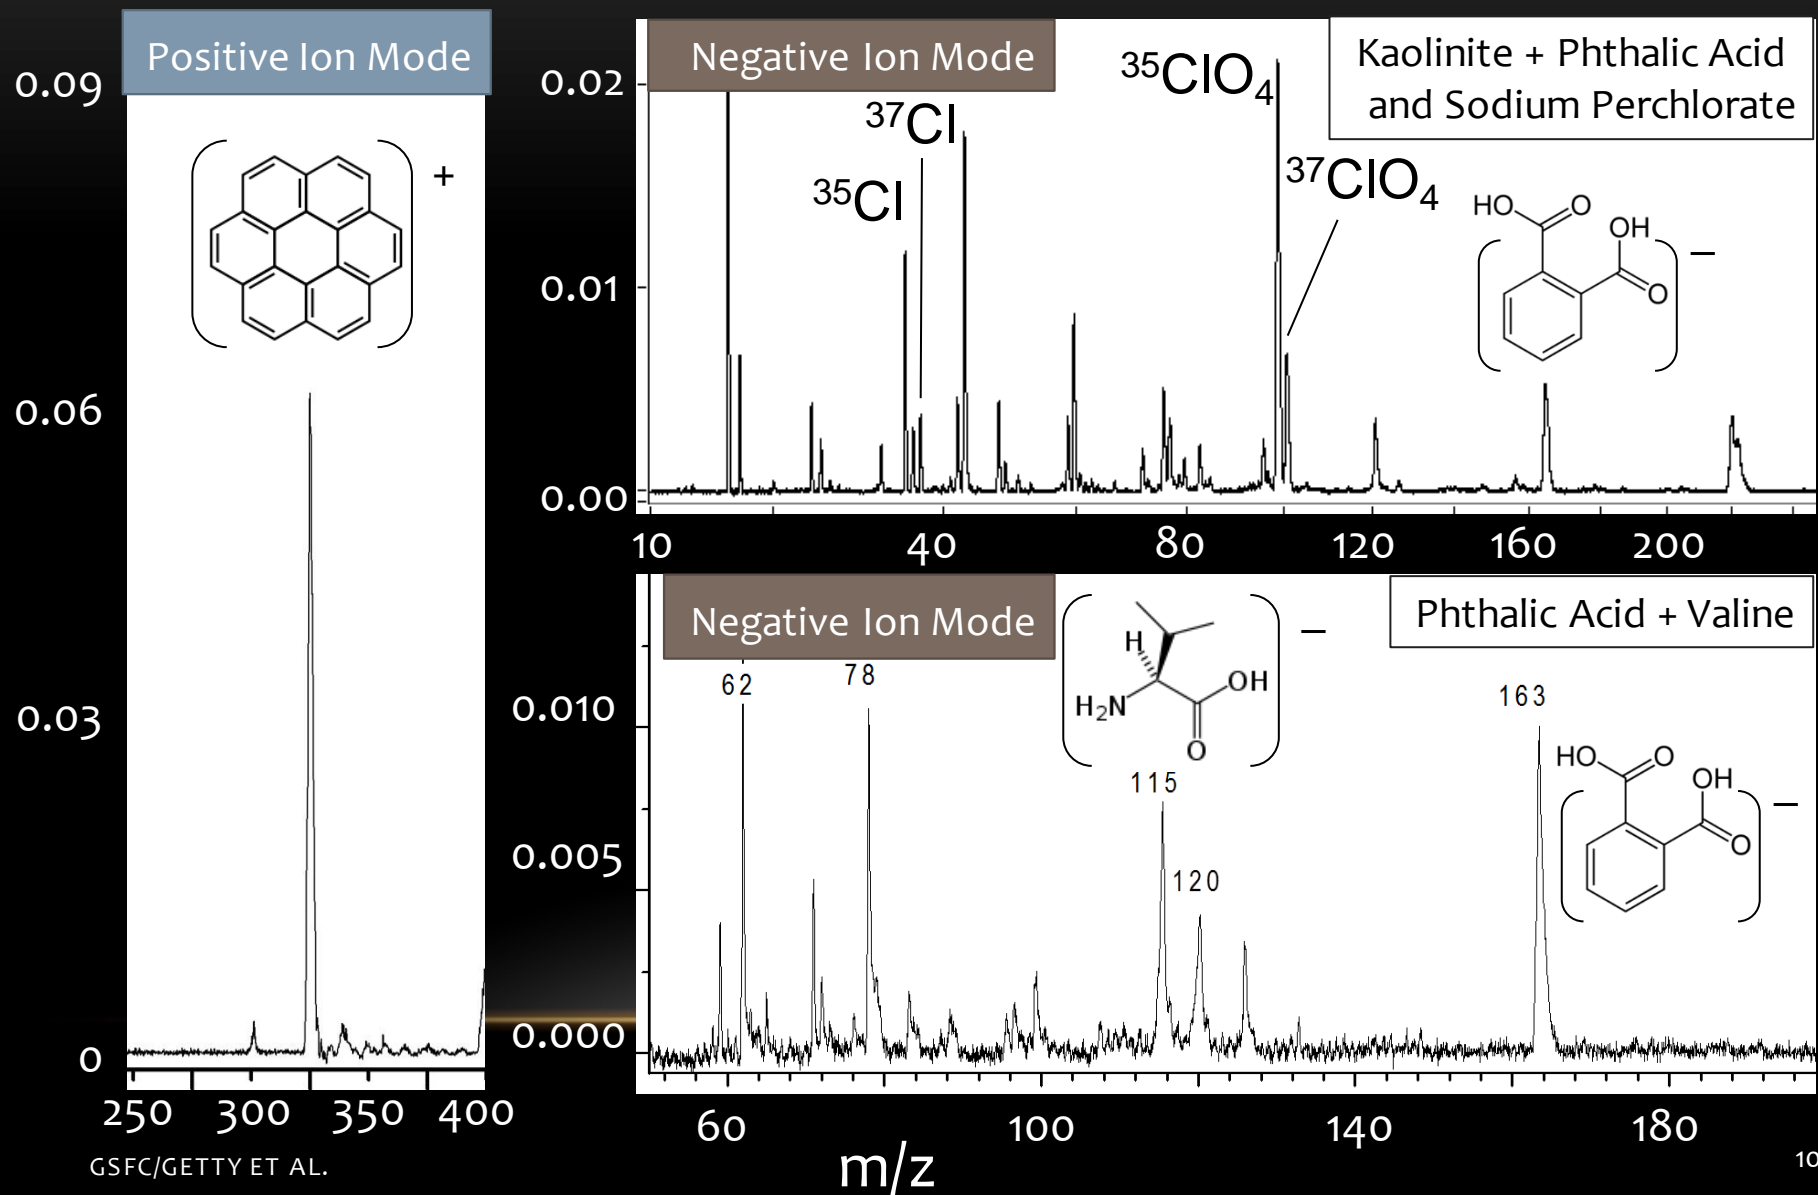 Positive Ion Mode
0.09
0.06
0.03
0
+
250 300 350 400
GSFC/GETTY ET AL.
Negative Ion Mode
Kaolinite + Phthalic Acid
and Sodium Perchlorate
0.02
0.01
0.00
³⁵Cl
³⁷Cl
³⁵ClO₄
³⁷ClO₄
HO O
OH
O
−
10 40 80 120 160 200
Negative Ion Mode
Phthalic Acid + Valine
0.010
0.005
0.000
62
78
115
120
163
H
H₂N
OH
O
−
HO O
OH
O
−
60 100 140 180
m/z
10